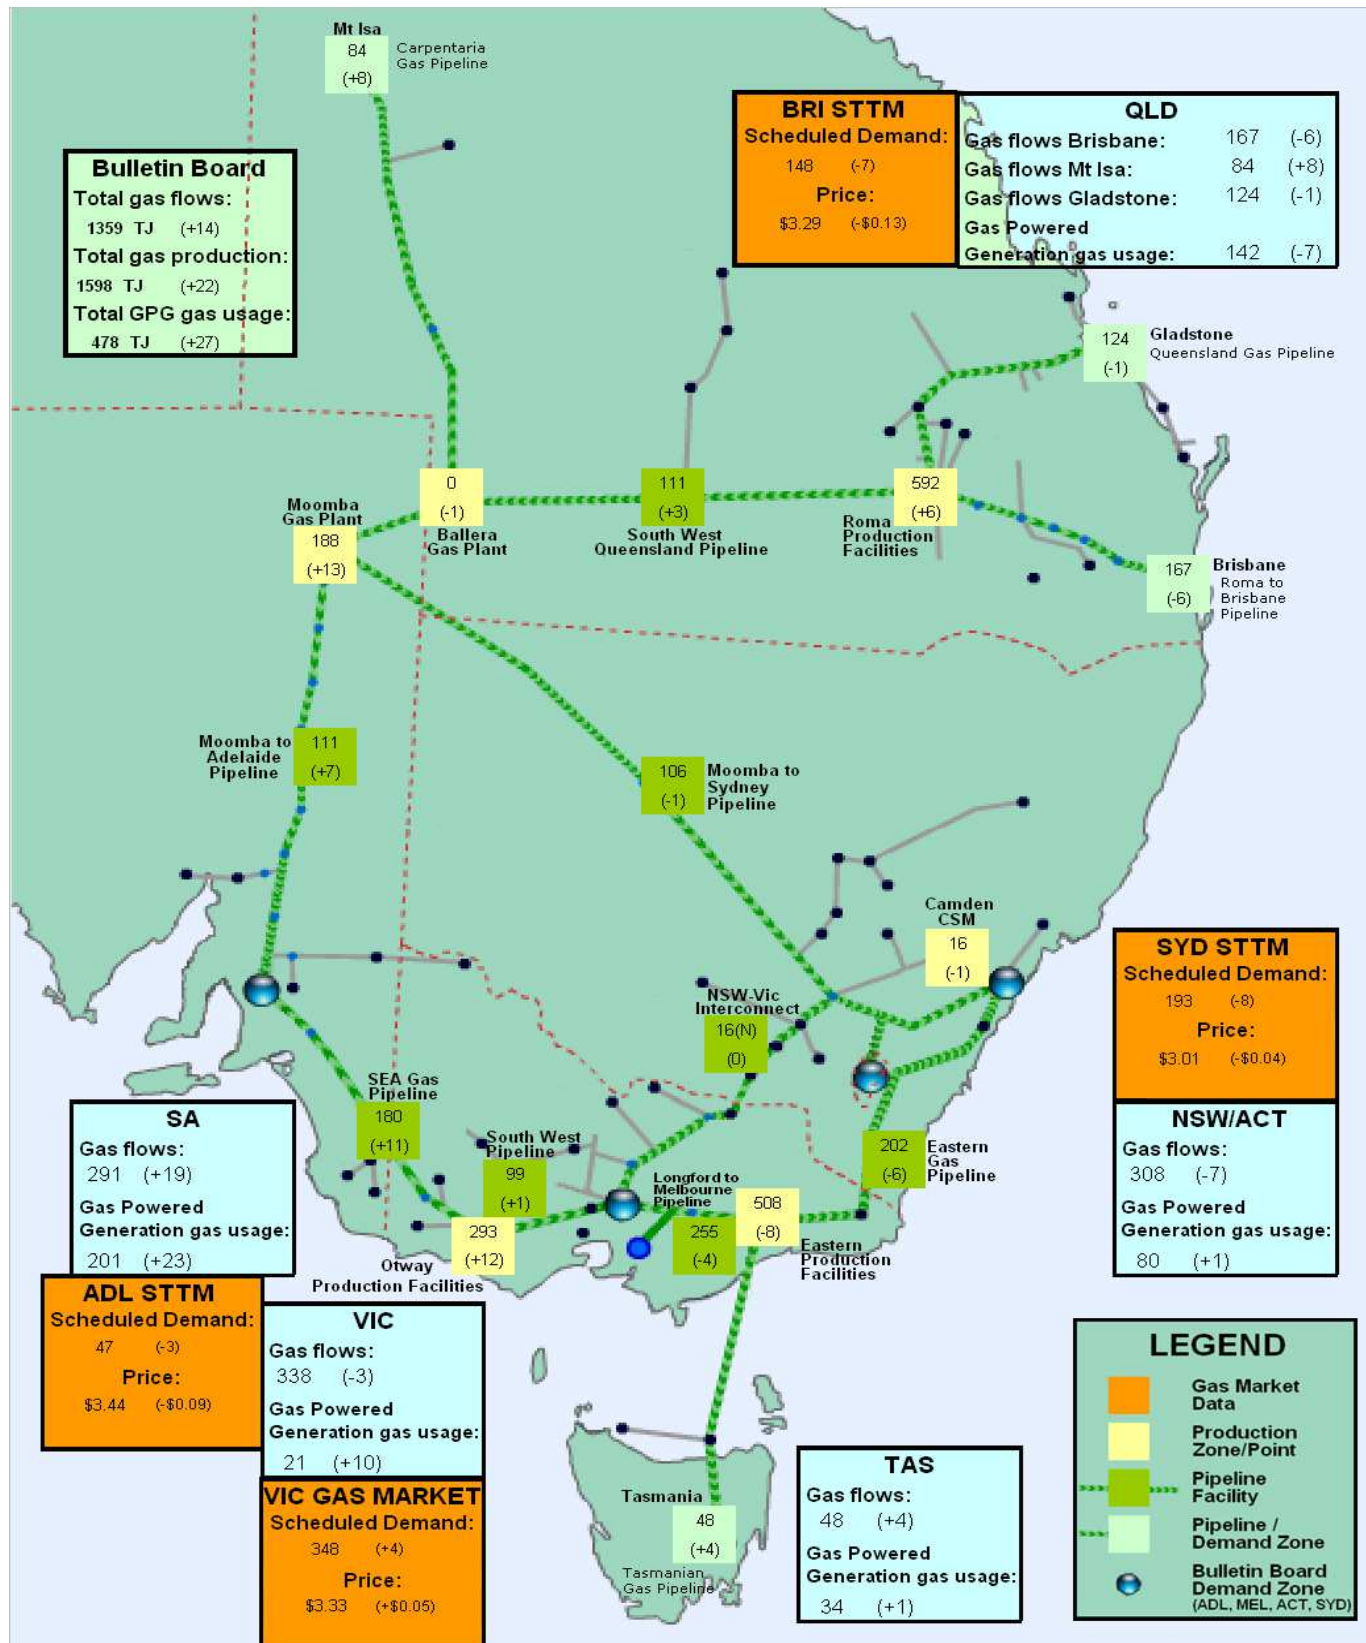 Mt Isa
84
(+8)
Carpentaria
Gas Pipeline
Bulletin Board
Total gas flows:
1359 TJ (+14)
Total gas production:
1598 TJ (+22)
Total GPG gas usage:
478 TJ (+27)
BRI STTM
Scheduled Demand:
148 (-7)
Price:
$3.29 (-$0.13)
QLD
Gas flows Brisbane: 167 (-6)
Gas flows Mt Isa: 84 (+8)
Gas flows Gladstone: 124 (-1)
Gas Powered
Generation gas usage: 142 (-7)
124
(-1)
Gladstone
Queensland Gas Pipeline
Moomba
Gas Plant
188
(+13)
0
(-1)
Ballera
Gas Plant
111
(+3)
South West
Queensland Pipeline
592
(+6)
Roma
Production
Facilities
167
(-6)
Brisbane
Roma to
Brisbane
Pipeline
Moomba to
Adelaide
Pipeline
111
(+7)
106
(-1)
Moomba to
Sydney
Pipeline
Camden
CSM
16
(-1)
NSW-Vic
Interconnect
16(N)
(0)
SYD STTM
Scheduled Demand:
193 (-8)
Price:
$3.01 (-$0.04)
NSW/ACT
Gas flows:
308 (-7)
Gas Powered
Generation gas usage:
80 (+1)
SEA Gas
Pipeline
180
(+11)
South West
Pipeline
99
(+1)
Longford to
Melbourne
Pipeline
255
(-4)
508
(-8)
Eastern
Production
Facilities
202
(-6)
Eastern
Gas
Pipeline
293
(+12)
Otway
Production Facilities
SA
Gas flows:
291 (+19)
Gas Powered
Generation gas usage:
201 (+23)
ADL STTM
Scheduled Demand:
47 (-3)
Price:
$3.44 (-$0.09)
VIC
Gas flows:
338 (-3)
Gas Powered
Generation gas usage:
21 (+10)
VIC GAS MARKET
Scheduled Demand:
348 (+4)
Price:
$3.33 (+$0.05)
Tasmania
48
(+4)
Tasmanian
Gas Pipeline
TAS
Gas flows:
48 (+4)
Gas Powered
Generation gas usage:
34 (+1)
LEGEND
Gas Market
Data
Production
Zone/Point
Pipeline
Facility
Pipeline /
Demand Zone
Bulletin Board
Demand Zone
(ADL, MEL, ACT, SYD)